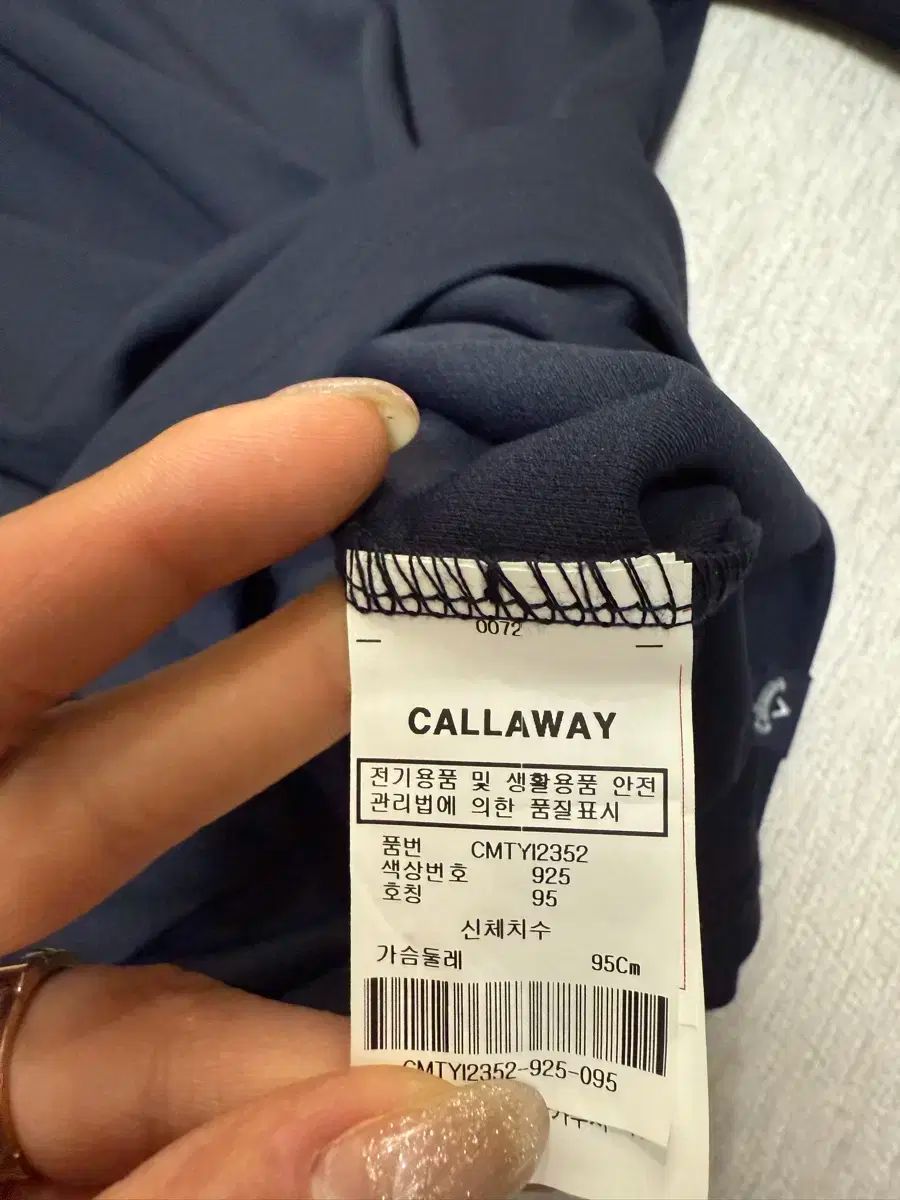 0072
CALLAWAY
전기용품 및 생활용품 안전
관리법에 의한 품질표시
품번 CMTYI2352
색상번호 925
호칭 95
신체치수
가슴둘레 95Cm
CMTYI2352-925-095